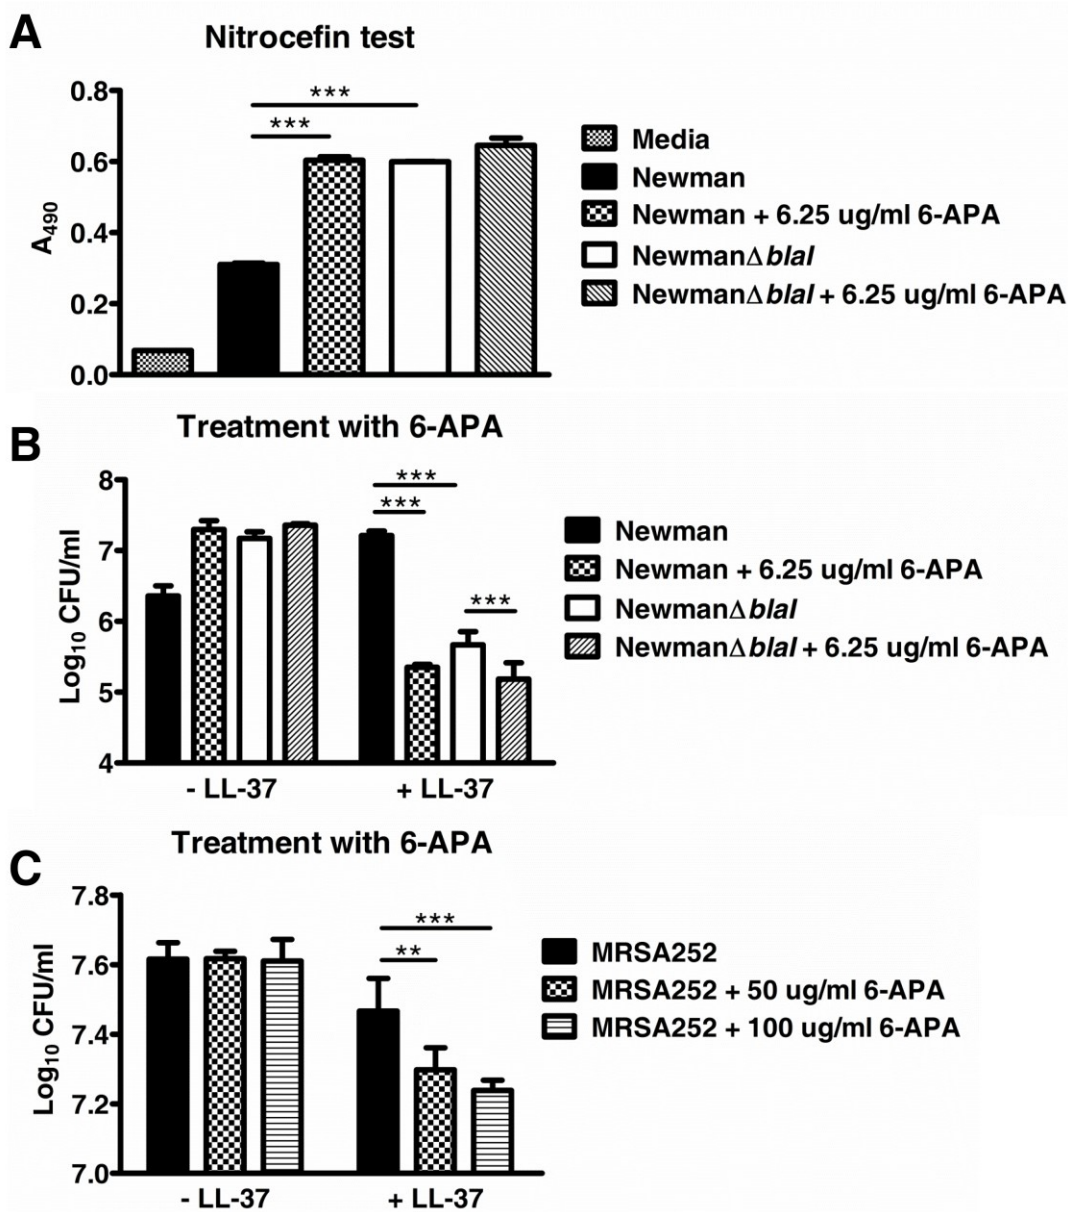 A
Nitrocefin test
***
***
0.8
0.6
0.4
0.2
0.0
A490
Media
Newman
Newman + 6.25 ug/ml 6-APA
NewmanΔblaI
NewmanΔblaI + 6.25 ug/ml 6-APA
B
Treatment with 6-APA
***
***
***
8
7
6
5
4
Log10 CFU/ml
- LL-37
+ LL-37
Newman
Newman + 6.25 ug/ml 6-APA
NewmanΔblaI
NewmanΔblaI + 6.25 ug/ml 6-APA
C
Treatment with 6-APA
***
**
7.8
7.6
7.4
7.2
7.0
Log10 CFU/ml
- LL-37
+ LL-37
MRSA252
MRSA252 + 50 ug/ml 6-APA
MRSA252 + 100 ug/ml 6-APA